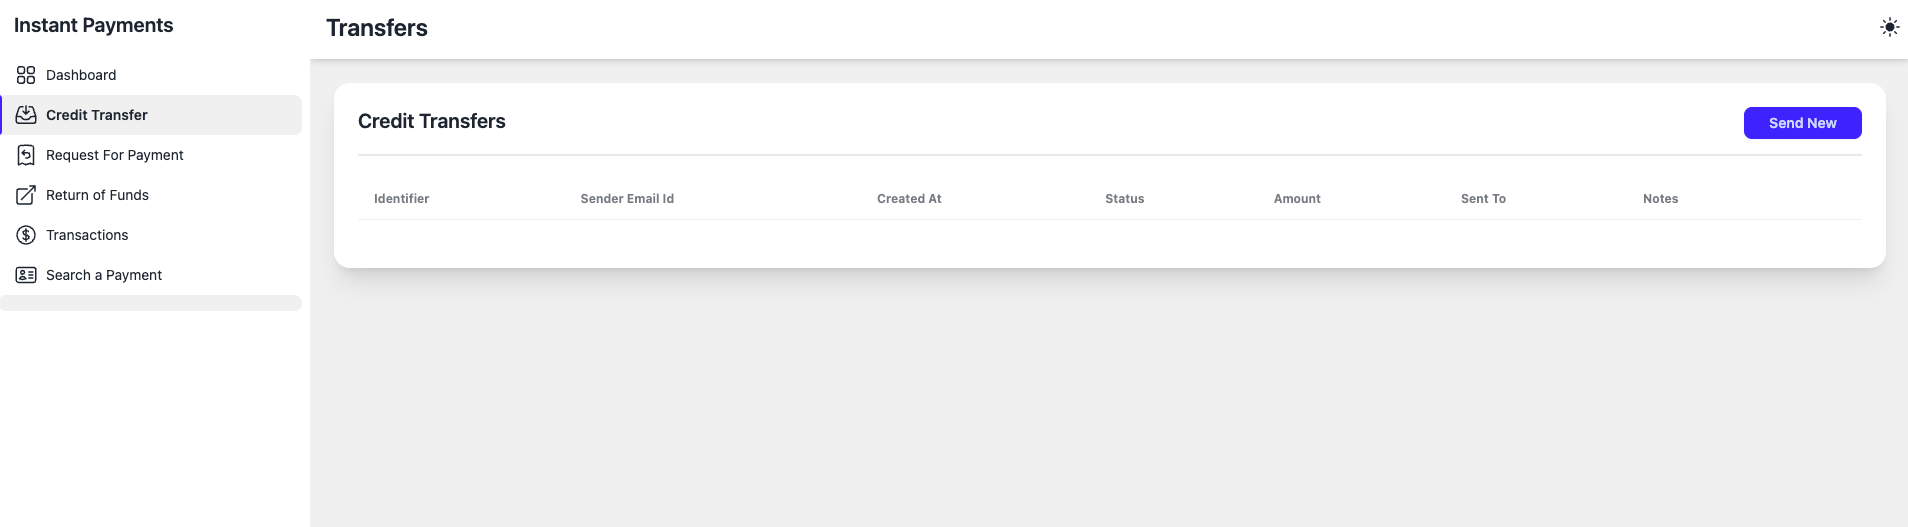 Instant Payments
Transfers
Dashboard
Credit Transfer
Request For Payment
Return of Funds
Transactions
Search a Payment
Credit Transfers
Send New
Identifier Sender Email Id Created At Status Amount Sent To Notes